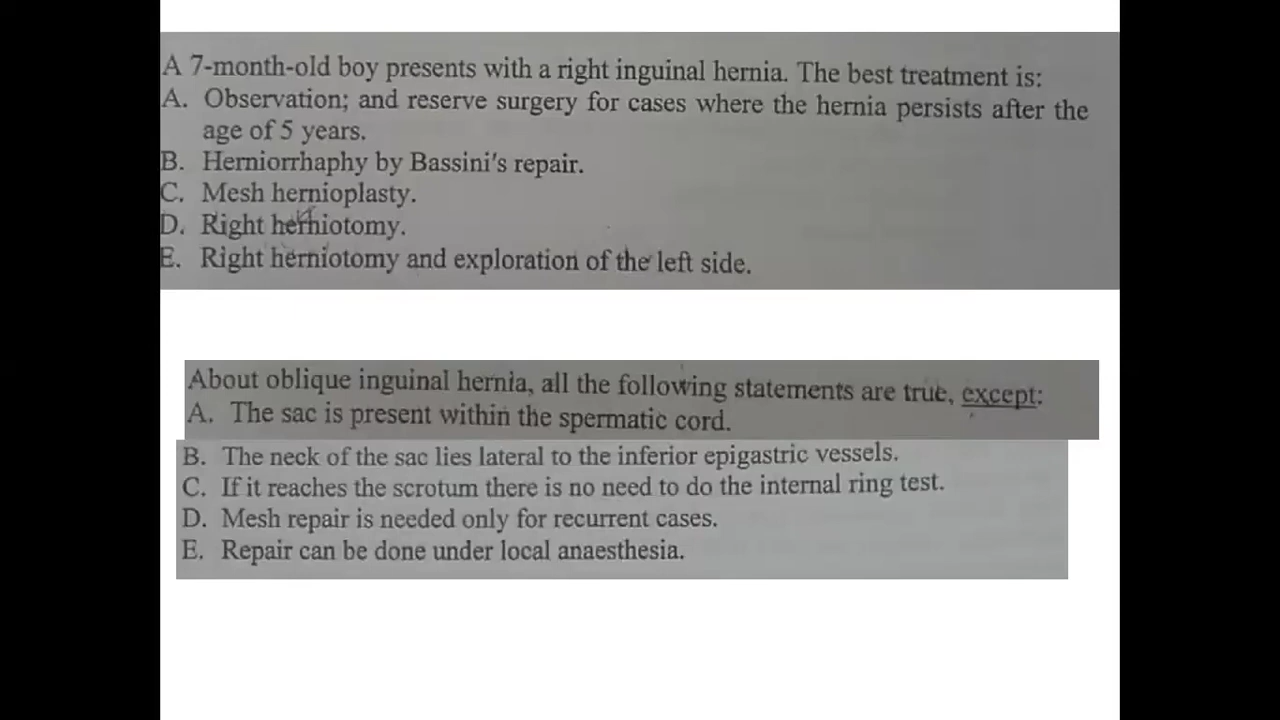 A 7-month-old boy presents with a right inguinal hernia. The best treatment is:
A. Observation; and reserve surgery for cases where the hernia persists after the
age of 5 years.
B. Herniorrhaphy by Bassini's repair.
C. Mesh hernioplasty.
D. Right herniotomy.
E. Right herniotomy and exploration of the left side.
About oblique inguinal hernia, all the following statements are true, except:
A. The sac is present within the spermatic cord.
B. The neck of the sac lies lateral to the inferior epigastric vessels.
C. If it reaches the scrotum there is no need to do the internal ring test.
D. Mesh repair is needed only for recurrent cases.
E. Repair can be done under local anaesthesia.